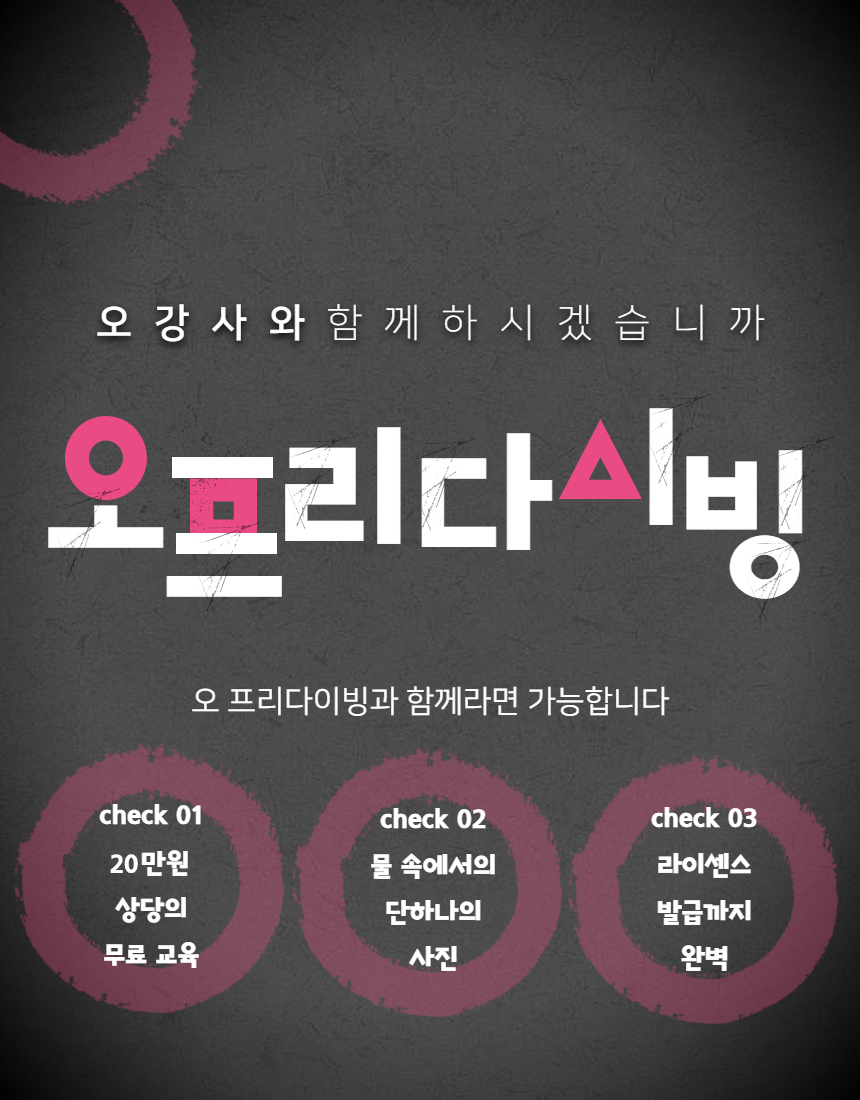 오강사와함께하시겠습니까
오프리다이빙
오 프리다이빙과 함께라면 가능합니다
check 01
20만원
상당의
무료 교육
check 02
물 속에서의
단하나의
사진
check 03
라이센스
발급까지
완벽